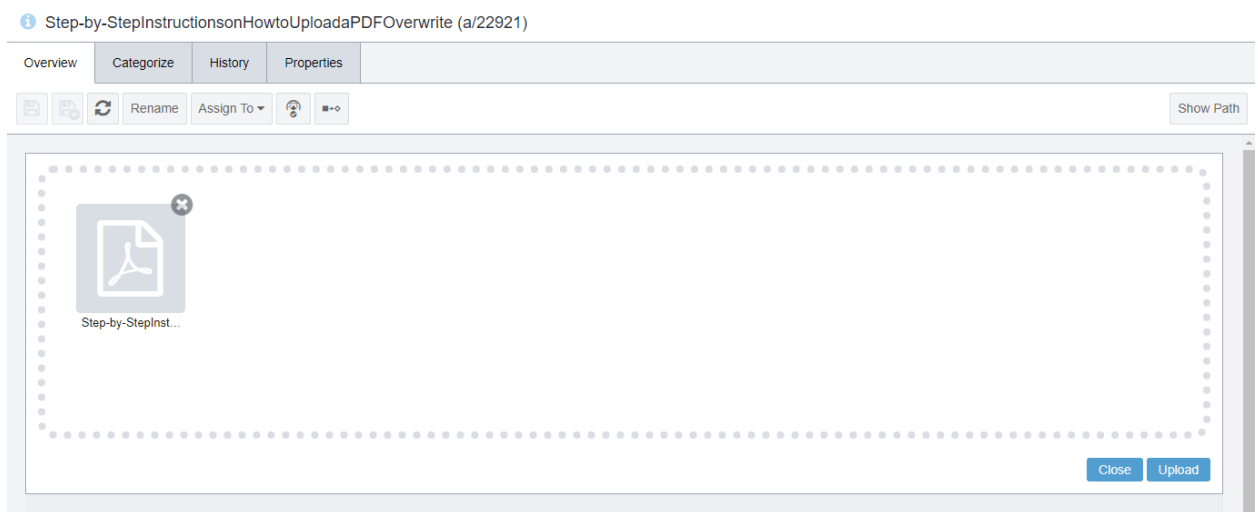 Step-by-StepInstructionsonHowtoUploadaPDFOverwrite (a/22921)
Overview Categorize History Properties
Rename Assign To Show Path
Step-by-StepInst...
Close Upload